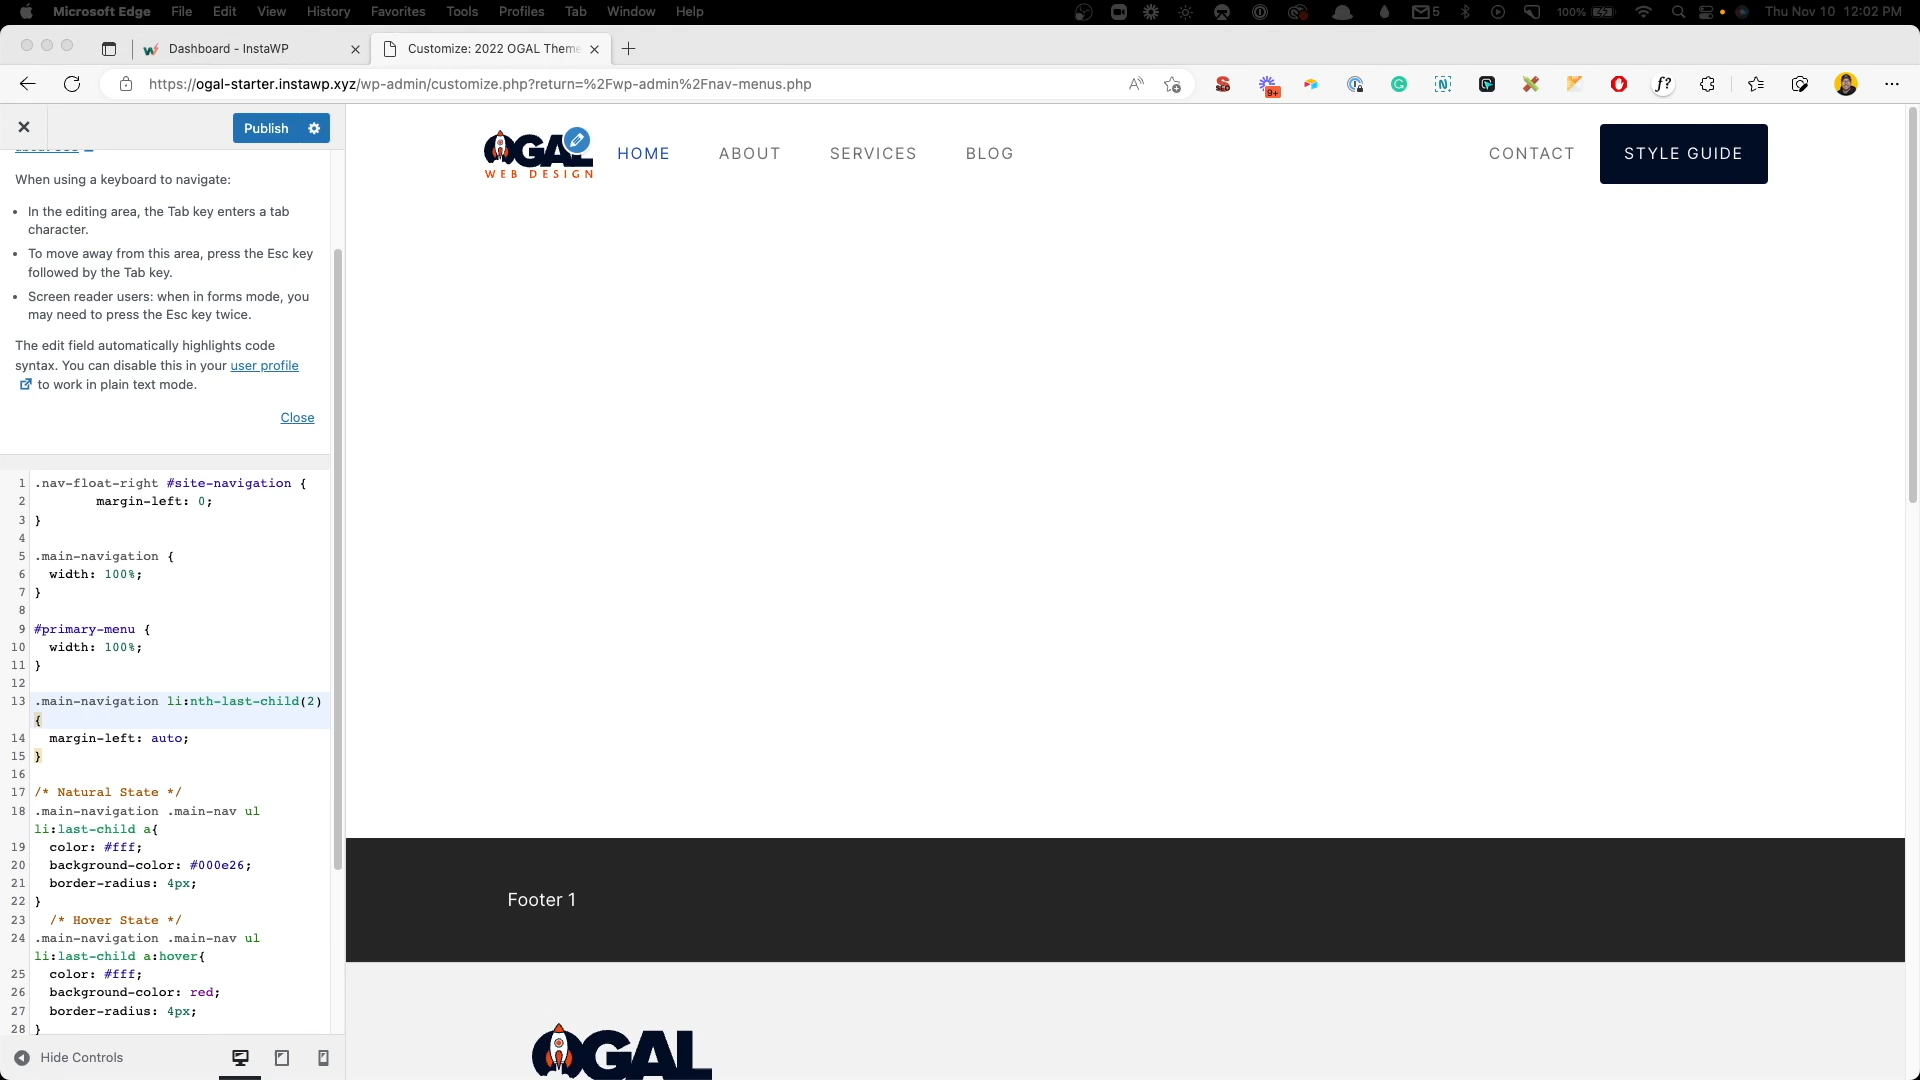 Microsoft Edge File Edit View History Favorites Tools Profiles Tab Window Help 5 100% Thu Nov 10 12:02 PM
Dashboard - InstaWP
Customize: 2022 OGAL Theme
https://ogal-starter.instawp.xyz/wp-admin/customize.php?return=%2Fwp-admin%2Fnav-menus.php
SEO 9+ G N f?
Publish
When using a keyboard to navigate:
• In the editing area, the Tab key enters a tab
character.
• To move away from this area, press the Esc key
followed by the Tab key.
• Screen reader users: when in forms mode, you
may need to press the Esc key twice.
The edit field automatically highlights code
syntax. You can disable this in your user profile
to work in plain text mode.
Close
1 .nav-float-right #site-navigation {
2 margin-left: 0;
3 }
4
5 .main-navigation {
6 width: 100%;
7 }
8
9 #primary-menu {
10 width: 100%;
11 }
12
13 .main-navigation li:nth-last-child(2)
{
14 margin-left: auto;
15 }
16
17 /* Natural State */
18 .main-navigation .main-nav ul
li:last-child a{
19 color: #fff;
20 background-color: #000e26;
21 border-radius: 4px;
22 }
23 /* Hover State */
24 .main-navigation .main-nav ul
li:last-child a:hover{
25 color: #fff;
26 background-color: red;
27 border-radius: 4px;
28 }
Hide Controls
OGAL
WEB DESIGN
HOME ABOUT SERVICES BLOG CONTACT STYLE GUIDE
Footer 1
OGAL